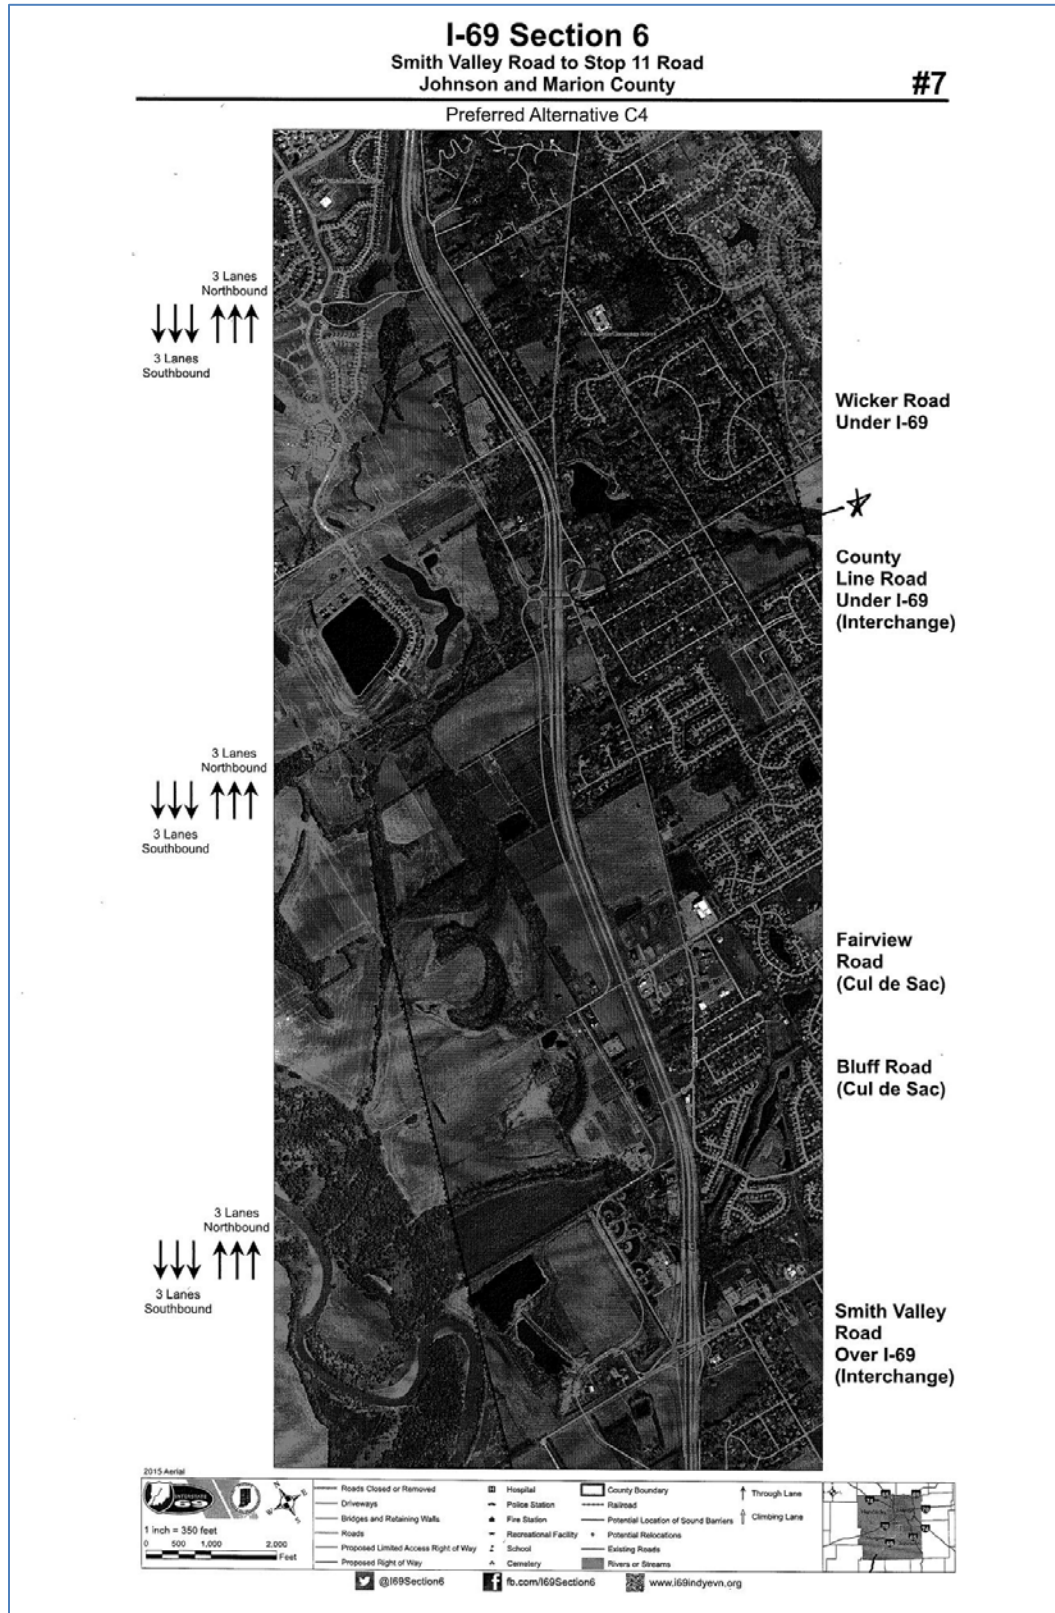 I-69 Section 6
Smith Valley Road to Stop 11 Road
Johnson and Marion County
#7
Preferred Alternative C4
3 Lanes
Northbound
3 Lanes
Southbound
Wicker Road
Under I-69
County
Line Road
Under I-69
(Interchange)
3 Lanes
Northbound
3 Lanes
Southbound
Fairview
Road
(Cul de Sac)
Bluff Road
(Cul de Sac)
3 Lanes
Northbound
3 Lanes
Southbound
Smith Valley
Road
Over I-69
(Interchange)
2015 Aerial
INTERSTATE
69
1 inch = 350 feet
0 500 1,000 2,000
Feet
Roads Closed or Removed
Driveways
Bridges and Retaining Walls
Roads
Proposed Limited Access Right of Way
Proposed Right of Way
Hospital
Police Station
Fire Station
Recreational Facility
School
Cemetery
County Boundary
Railroad
Potential Location of Sound Barriers
Potential Relocations
Existing Roads
Rivers or Streams
Through Lane
Climbing Lane
@I69Section6
fb.com/I69Section6
www.i69indyevn.org